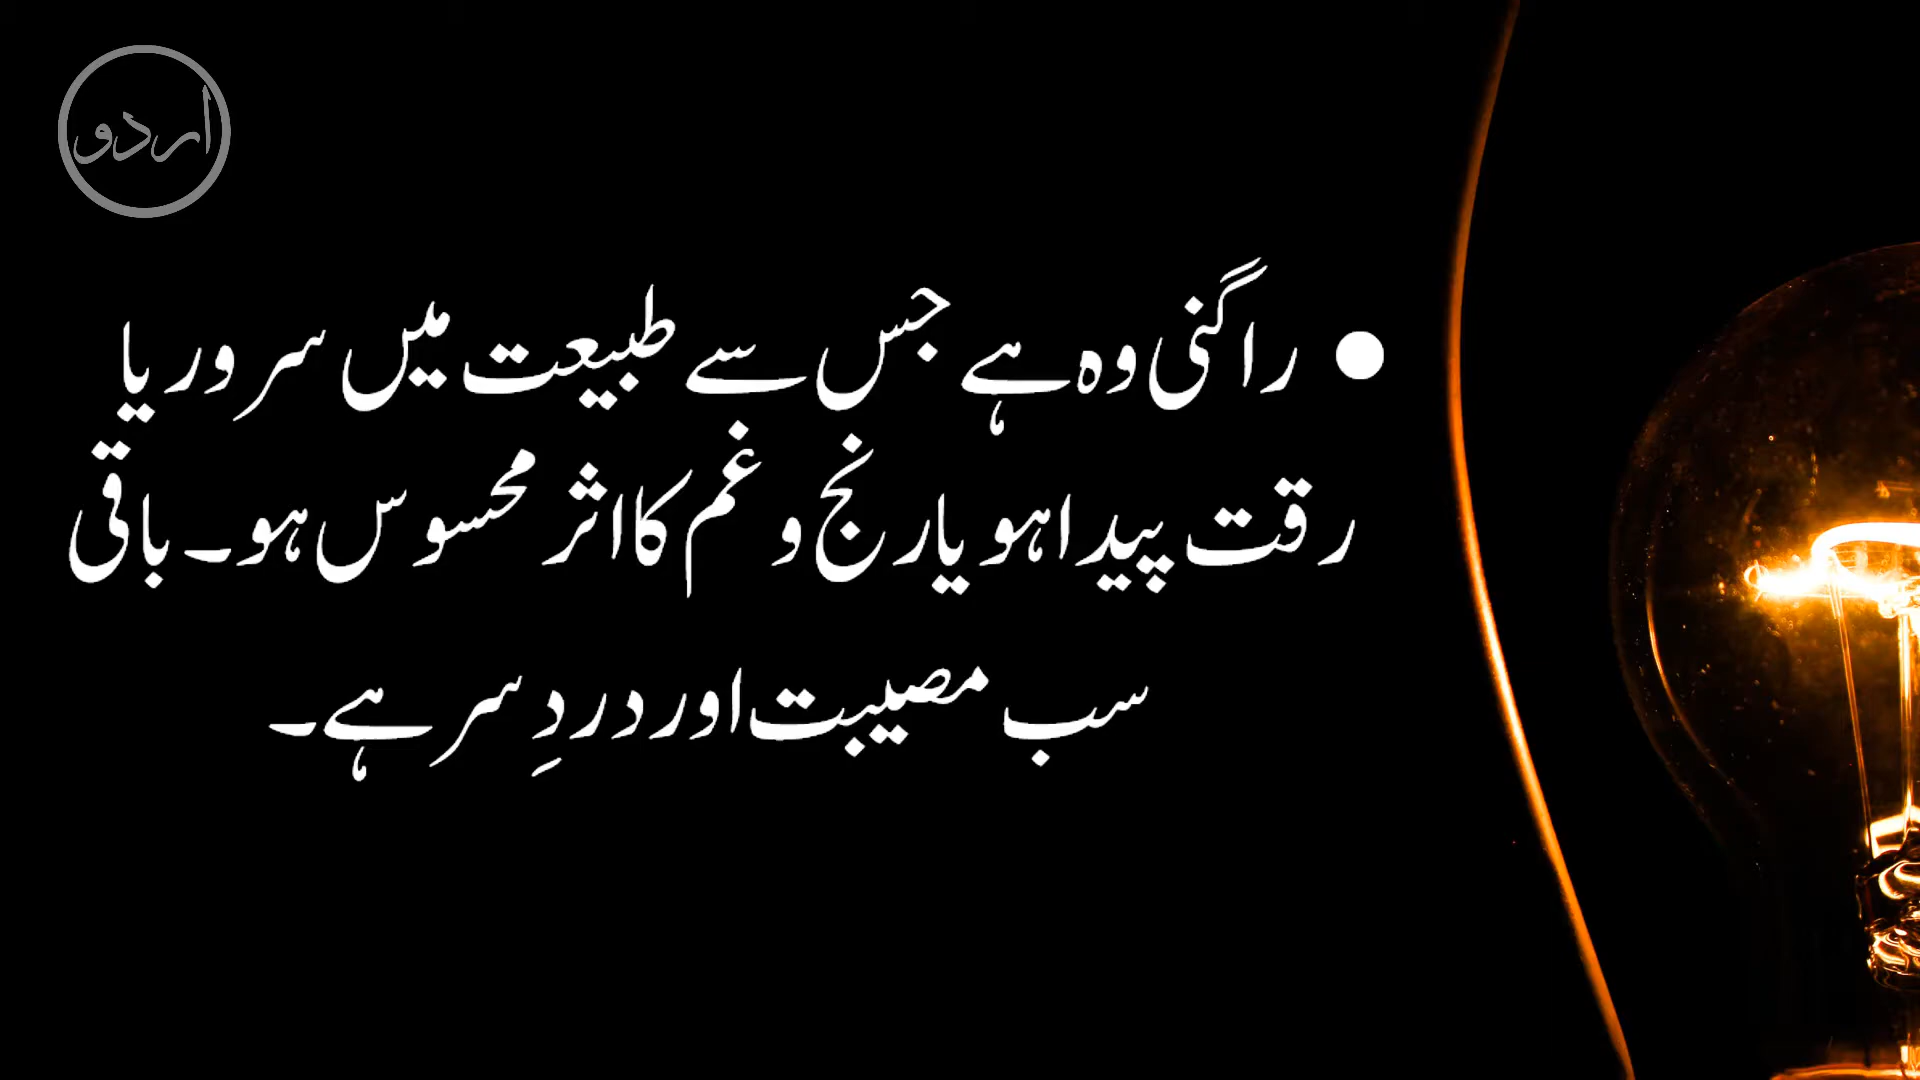 اردو
• راگنی وہ ہے جس سے طبیعت میں سرور یا
رقت پیدا ہو یا رنج و غم کا اثر محسوس ہو۔ باقی
سب مصیبت اور دردِ سر ہے۔